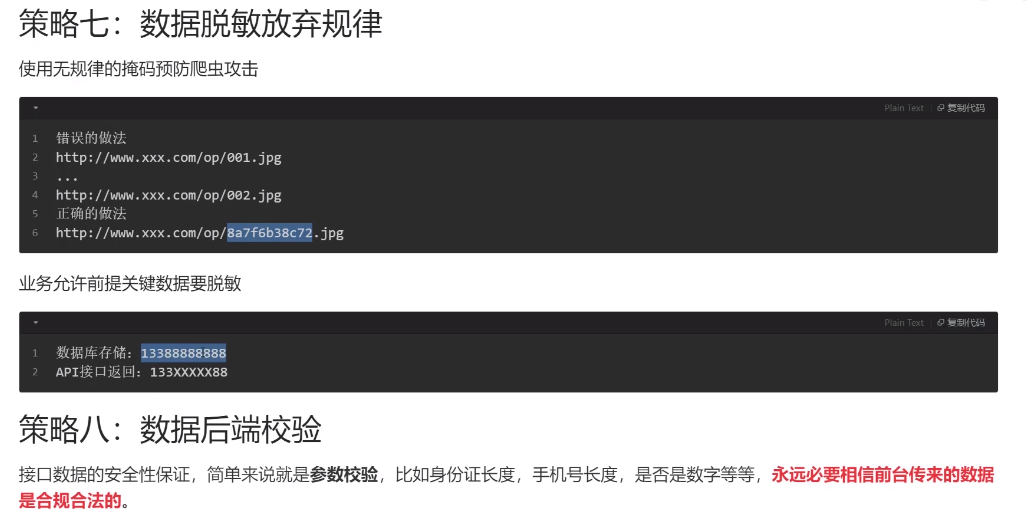 策略七：数据脱敏放弃规律
使用无规律的掩码预防爬虫攻击
Plain Text 复制代码
1 错误的做法
2 http://www.xxx.com/op/001.jpg
3 ...
4 http://www.xxx.com/op/002.jpg
5 正确的做法
6 http://www.xxx.com/op/8a7f6b38c72.jpg
业务允许前提关键数据要脱敏
Plain Text 复制代码
1 数据库存储：13388888888
2 API接口返回：133XXXXX88
策略八：数据后端校验
接口数据的安全性保证，简单来说就是参数校验，比如身份证长度，手机号长度，是否是数字等等，永远必要相信前台传来的数据
是合规合法的。